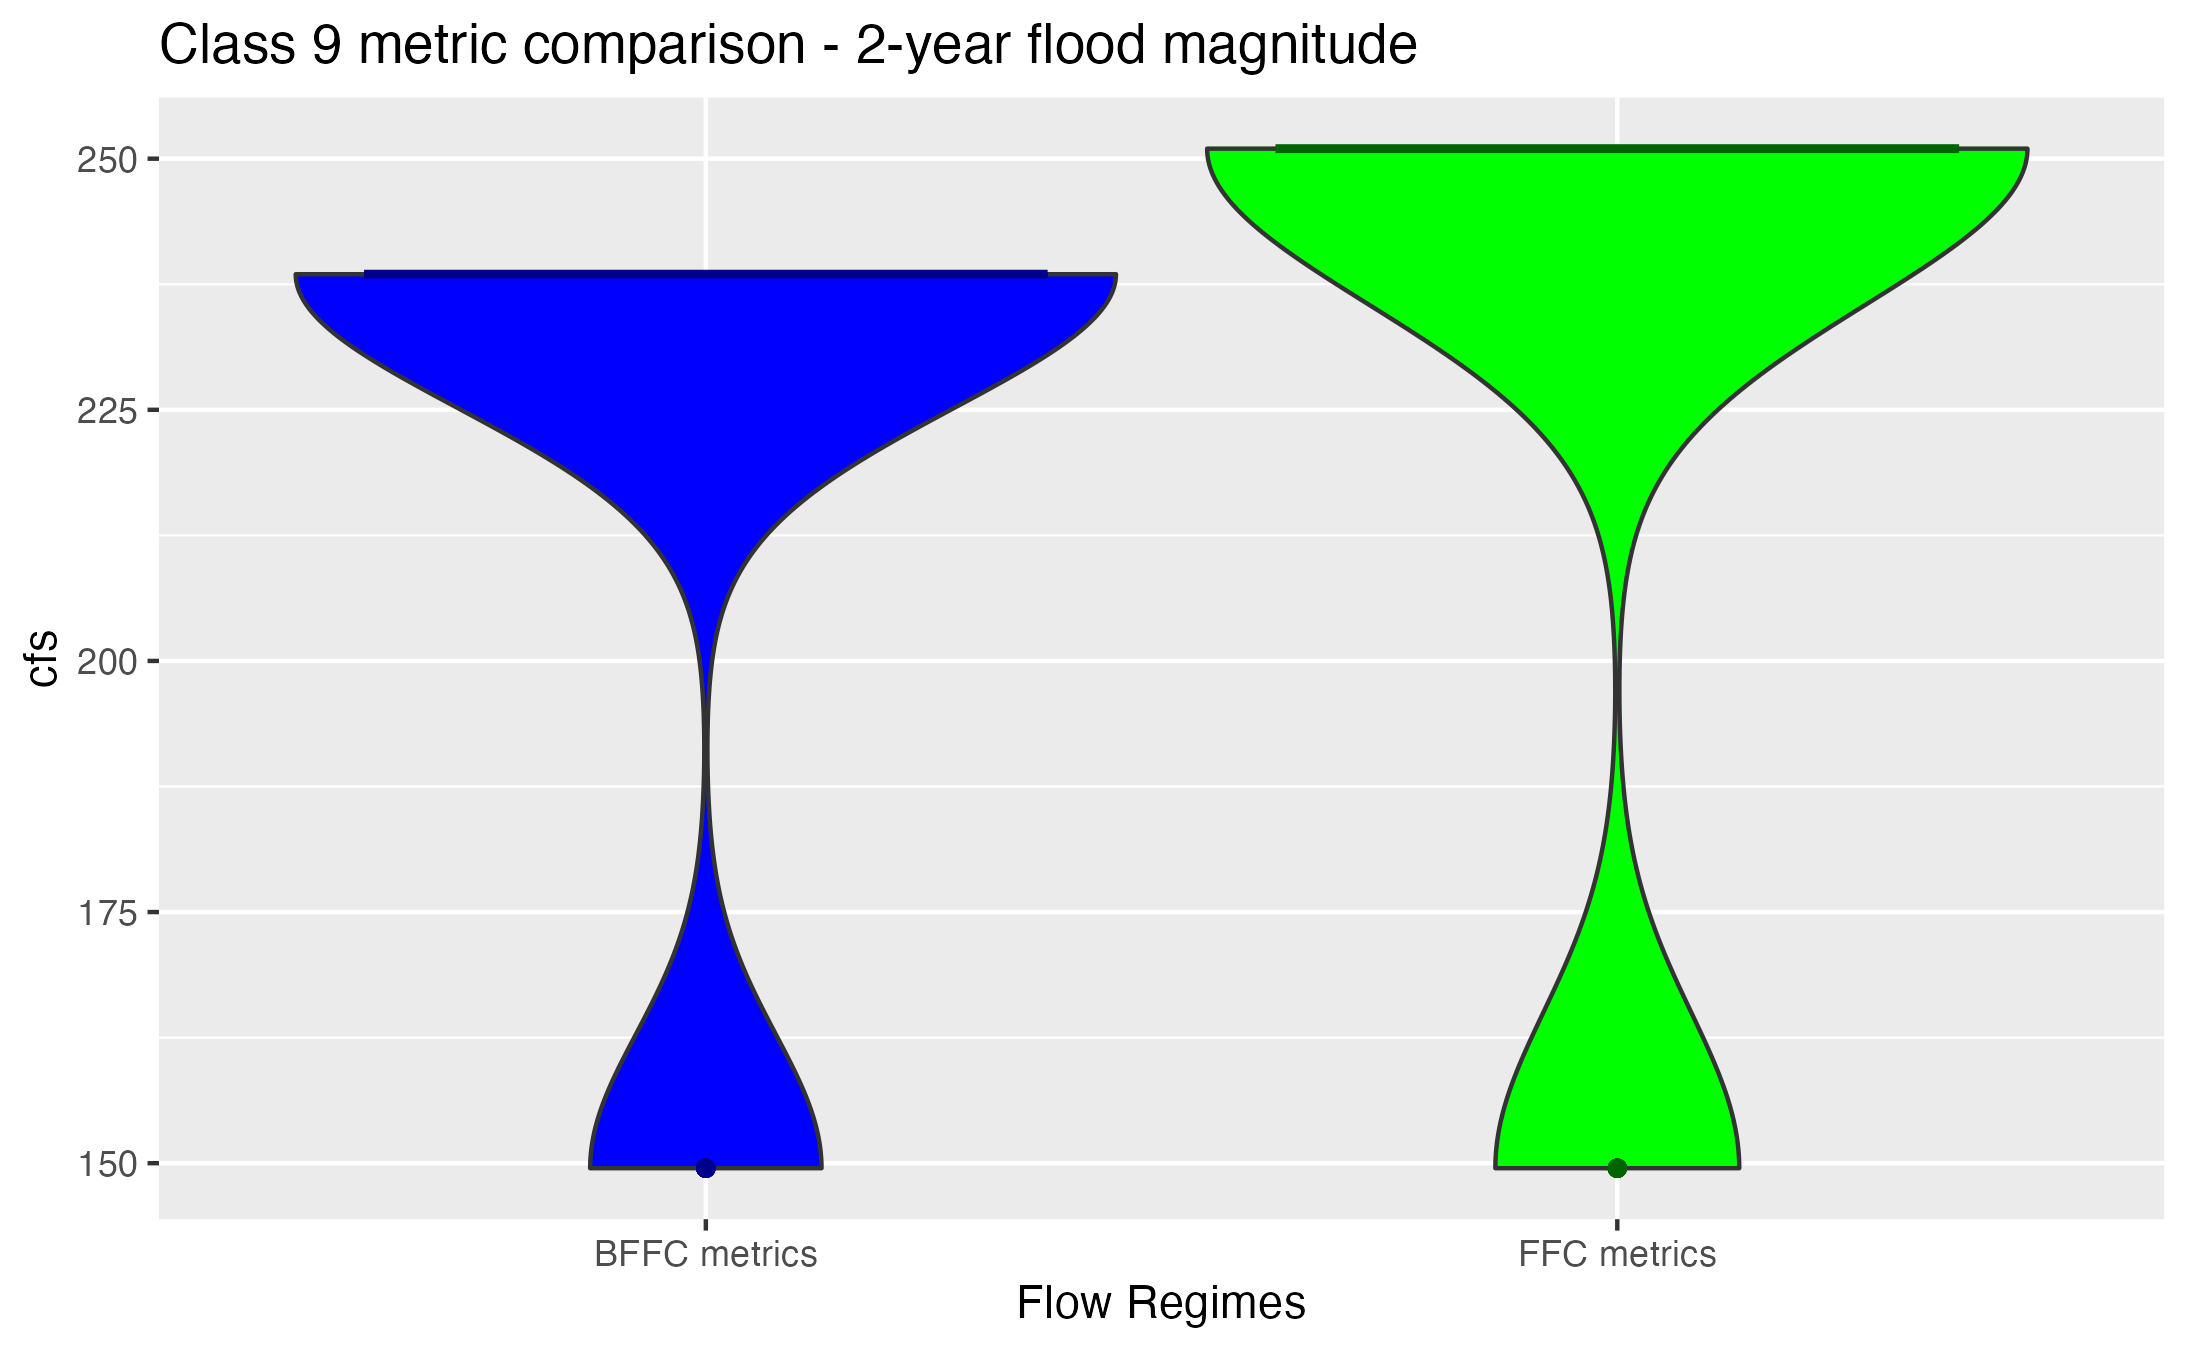 Class 9 metric comparison - 2-year flood magnitude
250
225
200
175
150
cfs
BFFC metrics
FFC metrics
Flow Regimes